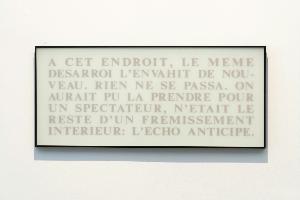 A CET ENDROIT, LE MEME
DESARROI L'ENVAHIT DE NOU-
VEAU. RIEN NE SE PASSA. ON
AURAIT PU LA PRENDRE POUR
UN SPECTATEUR, N'ETAIT LE
RESTE D'UN FREMISSEMENT
INTERIEUR: L'ECHO ANTICIPE.